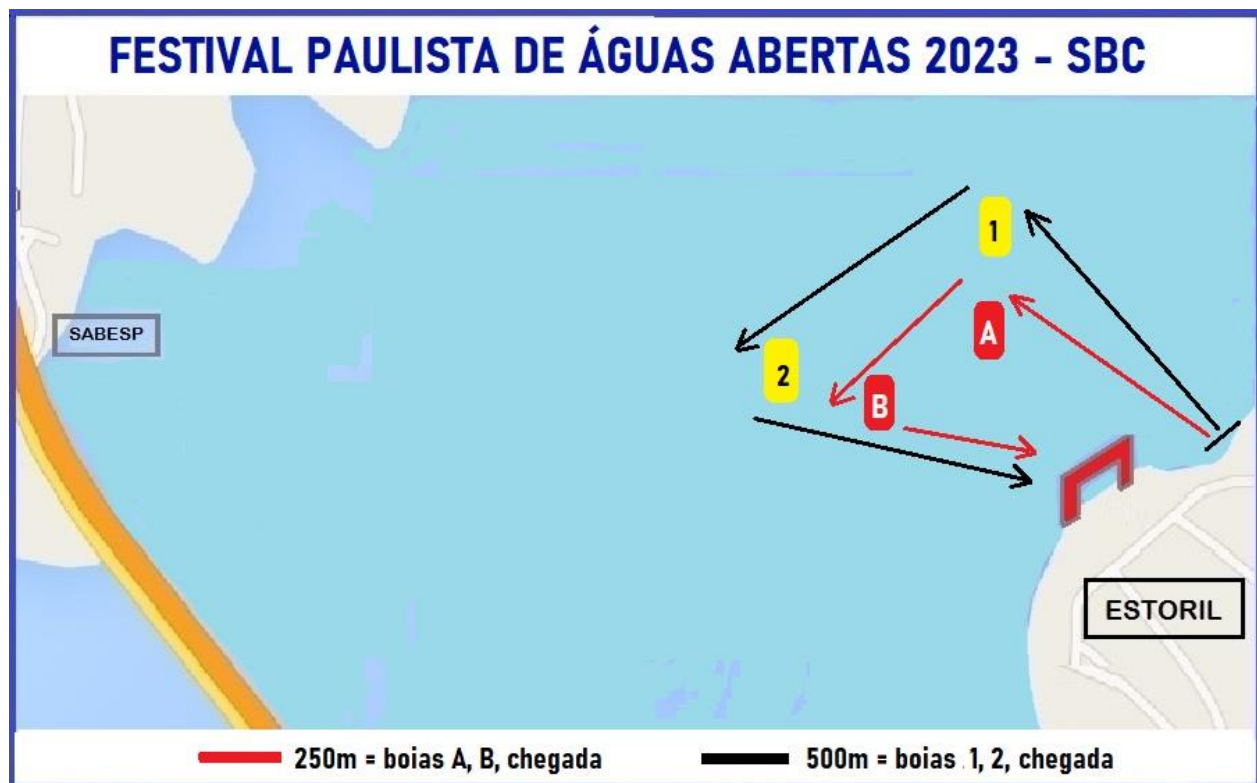 FESTIVAL PAULISTA DE ÁGUAS ABERTAS 2023 - SBC
1
SABESP
A
2
B
ESTORIL
250m = boias A, B, chegada
500m = boias 1, 2, chegada